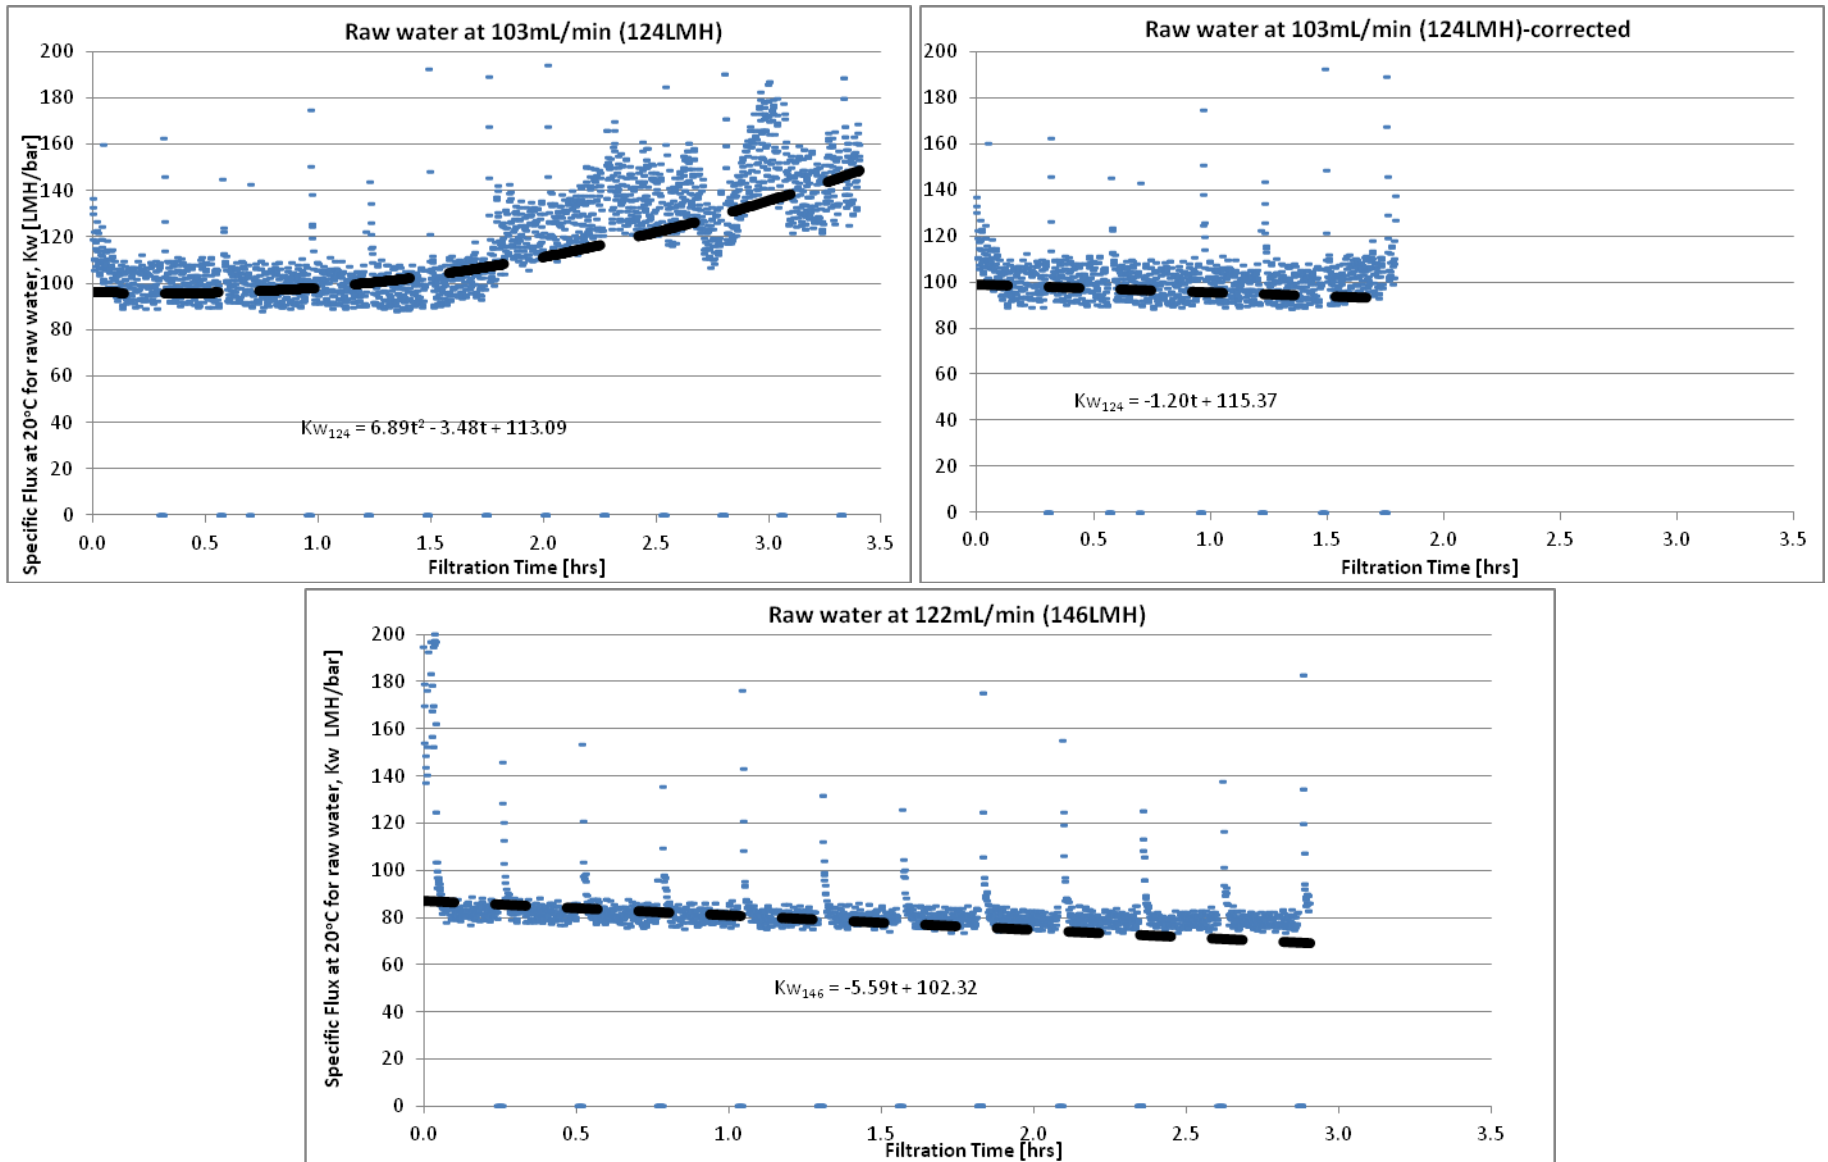 Raw water at 103mL/min (124LMH)
Specific Flux at 20°C for raw water, Kw [LMH/bar]
200
180
160
140
120
100
80
60
40
20
0
Kw₁₂₄ = 6.89t² - 3.48t + 113.09
0.0 0.5 1.0 1.5 2.0 2.5 3.0 3.5
Filtration Time [hrs]
Raw water at 103mL/min (124LMH)-corrected
200
180
160
140
120
100
80
60
40
20
0
Kw₁₂₄ = -1.20t + 115.37
0.0 0.5 1.0 1.5 2.0 2.5 3.0 3.5
Filtration Time [hrs]
Raw water at 122mL/min (146LMH)
Specific Flux at 20°C for raw water, Kw LMH/bar]
200
180
160
140
120
100
80
60
40
20
0
Kw₁₄₆ = -5.59t + 102.32
0.0 0.5 1.0 1.5 2.0 2.5 3.0 3.5
Filtration Time [hrs]